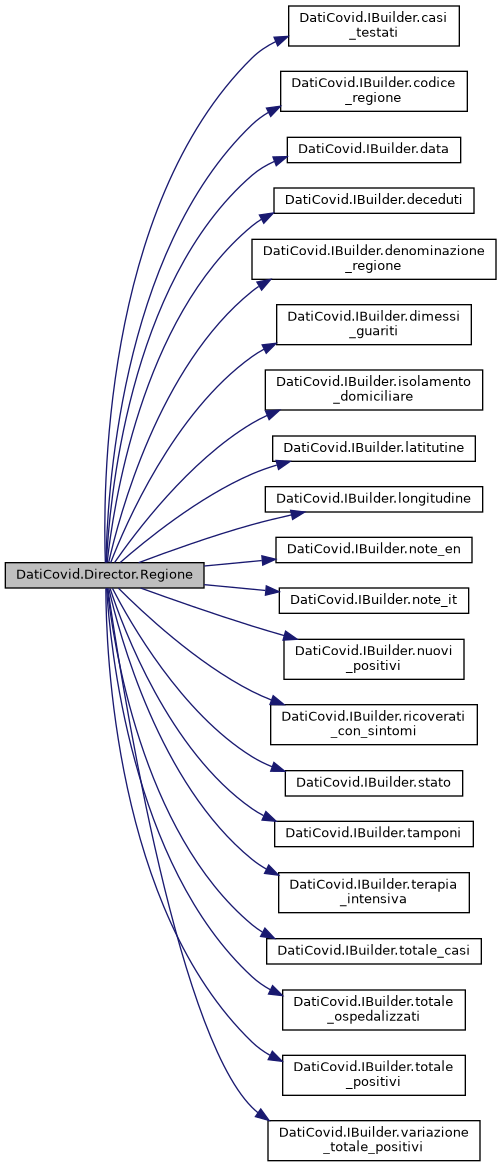 DatiCovid.IBuilder.casi
_testati
DatiCovid.IBuilder.codice
_regione
DatiCovid.IBuilder.data
DatiCovid.IBuilder.deceduti
DatiCovid.IBuilder.denominazione
_regione
DatiCovid.IBuilder.dimessi
_guariti
DatiCovid.IBuilder.isolamento
_domiciliare
DatiCovid.IBuilder.latitutine
DatiCovid.IBuilder.longitudine
DatiCovid.IBuilder.note_en
DatiCovid.Director.Regione
DatiCovid.IBuilder.note_it
DatiCovid.IBuilder.nuovi
_positivi
DatiCovid.IBuilder.ricoverati
_con_sintomi
DatiCovid.IBuilder.stato
DatiCovid.IBuilder.tamponi
DatiCovid.IBuilder.terapia
_intensiva
DatiCovid.IBuilder.totale_casi
DatiCovid.IBuilder.totale
_ospedalizzati
DatiCovid.IBuilder.totale
_positivi
DatiCovid.IBuilder.variazione
_totale_positivi